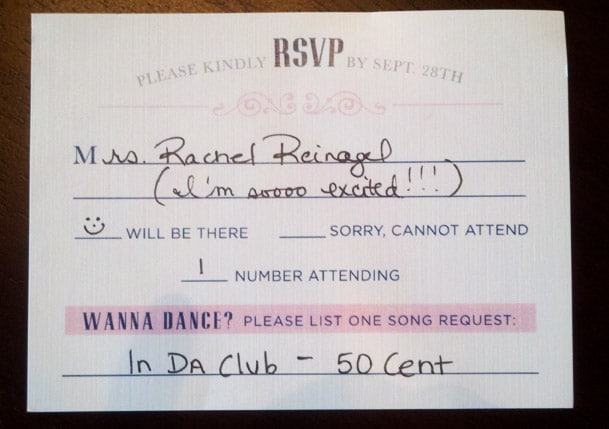 PLEASE KINDLY RSVP BY SEPT. 28TH
Mrs. Rachel Reinagel
(I'm soooo excited!!!)
WILL BE THERE ____ SORRY, CANNOT ATTEND
1 NUMBER ATTENDING
WANNA DANCE? PLEASE LIST ONE SONG REQUEST:
In DA Club - 50 Cent